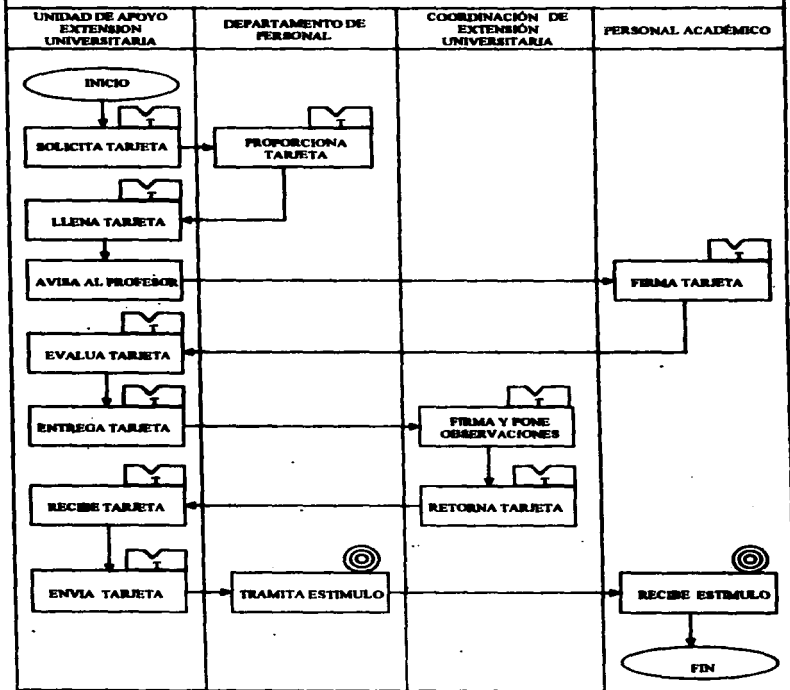 UNIDAD DE APOYO
EXTENSION
UNIVERSITARIA
DEPARTAMENTO DE
PERSONAL
COORDINACIÓN DE
EXTENSIÓN
UNIVERSITARIA
PERSONAL ACADÉMICO
INICIO
T
T
SOLICITA TARJETA
PROPORCIONA
TARJETA
T
LLENA TARJETA
T
AVISA AL PROFESOR
FIRMA TARJETA
T
EVALUA TARJETA
T
T
ENTREGA TARJETA
FIRMA Y PONE
OBSERVACIONES
T
T
RECIBE TARJETA
RETORNA TARJETA
T
ENVIA TARJETA
TRAMITA ESTIMULO
RECIBE ESTIMULO
FIN